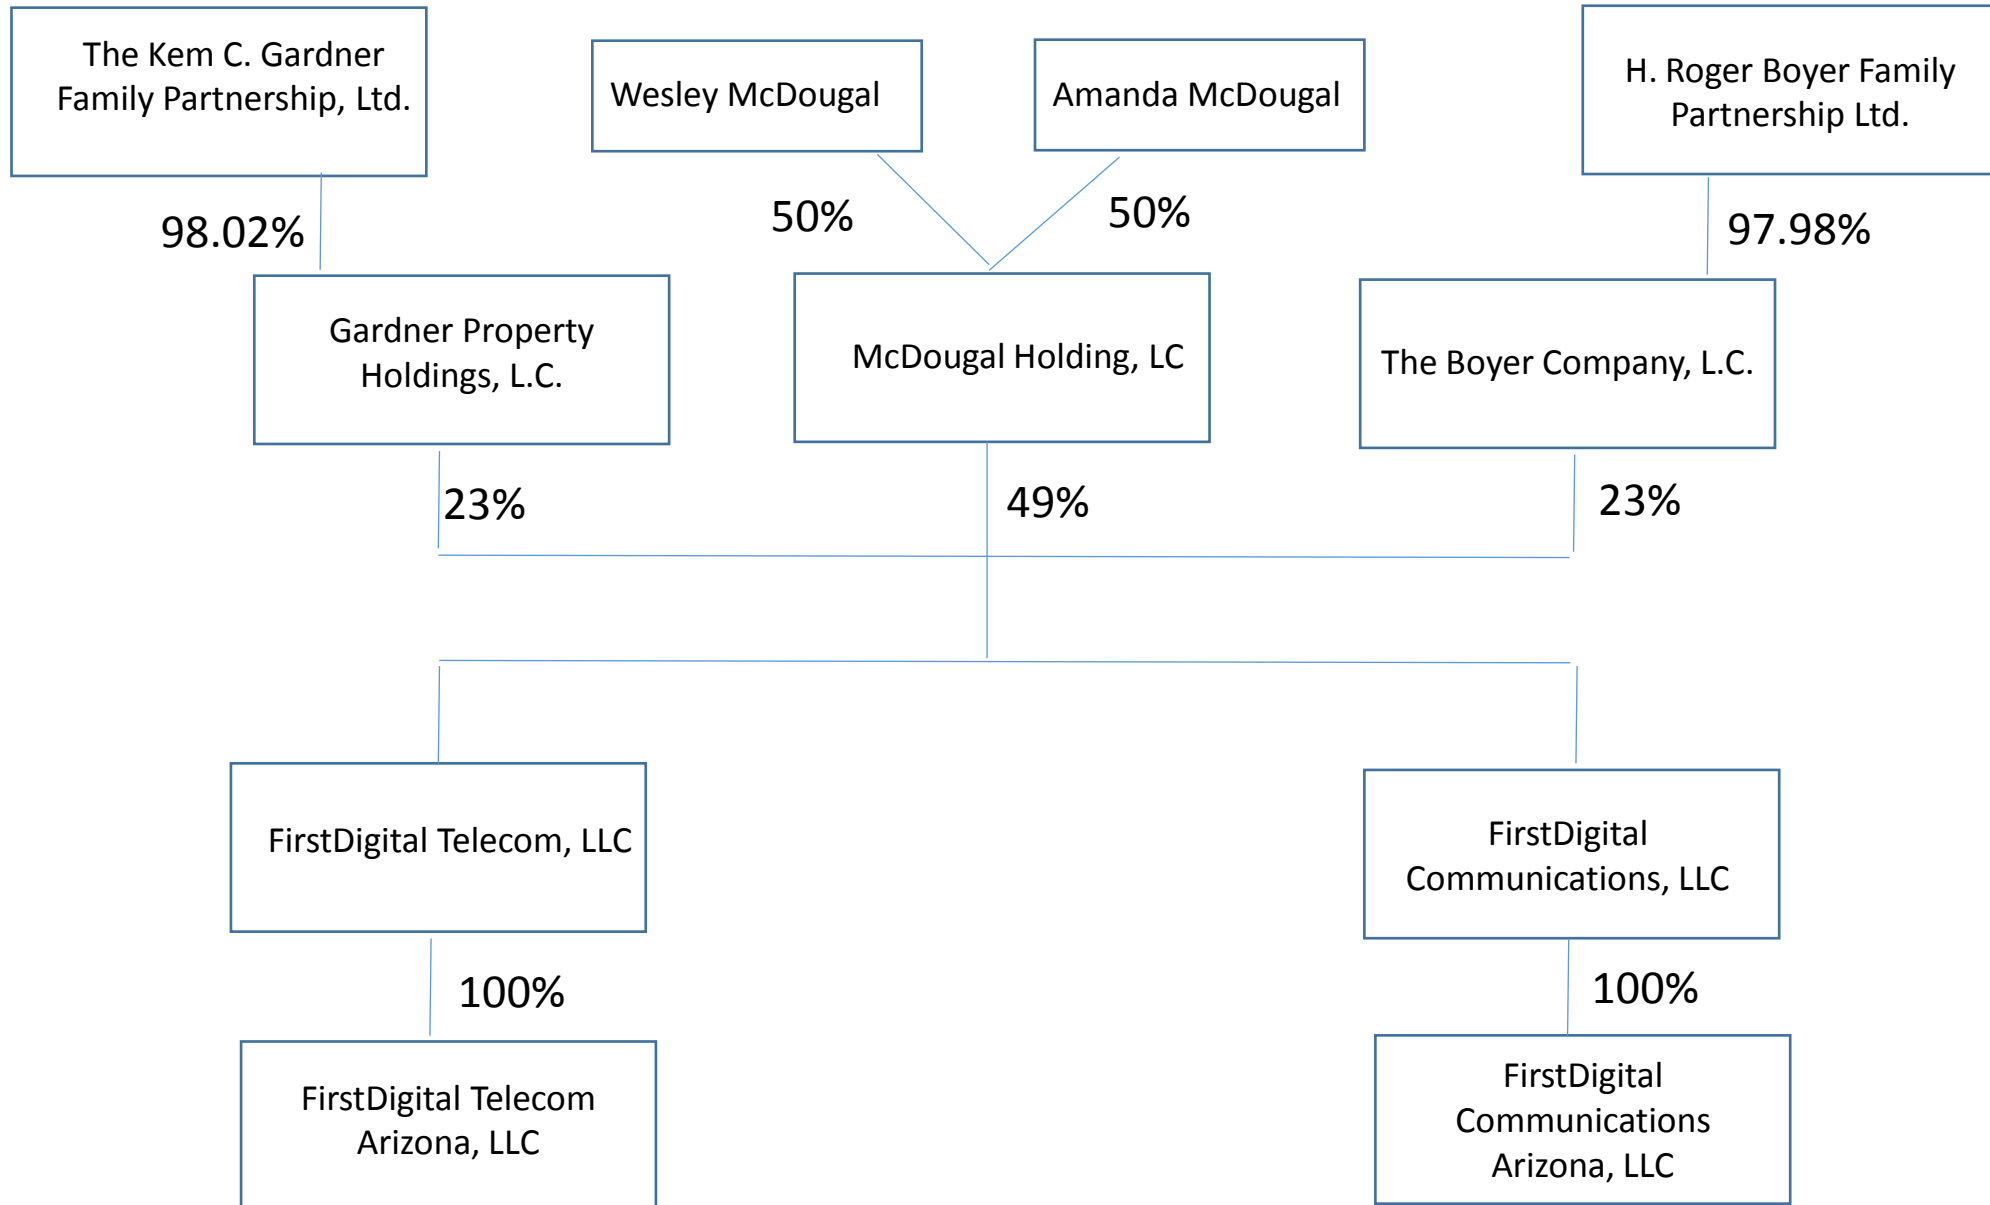 The Kem C. Gardner
Family Partnership, Ltd.
Wesley McDougal
Amanda McDougal
H. Roger Boyer Family
Partnership Ltd.
98.02%
50%
50%
97.98%
Gardner Property
Holdings, L.C.
McDougal Holding, LC
The Boyer Company, L.C.
23%
49%
23%
FirstDigital Telecom, LLC
FirstDigital
Communications, LLC
100%
100%
FirstDigital Telecom
Arizona, LLC
FirstDigital
Communications
Arizona, LLC